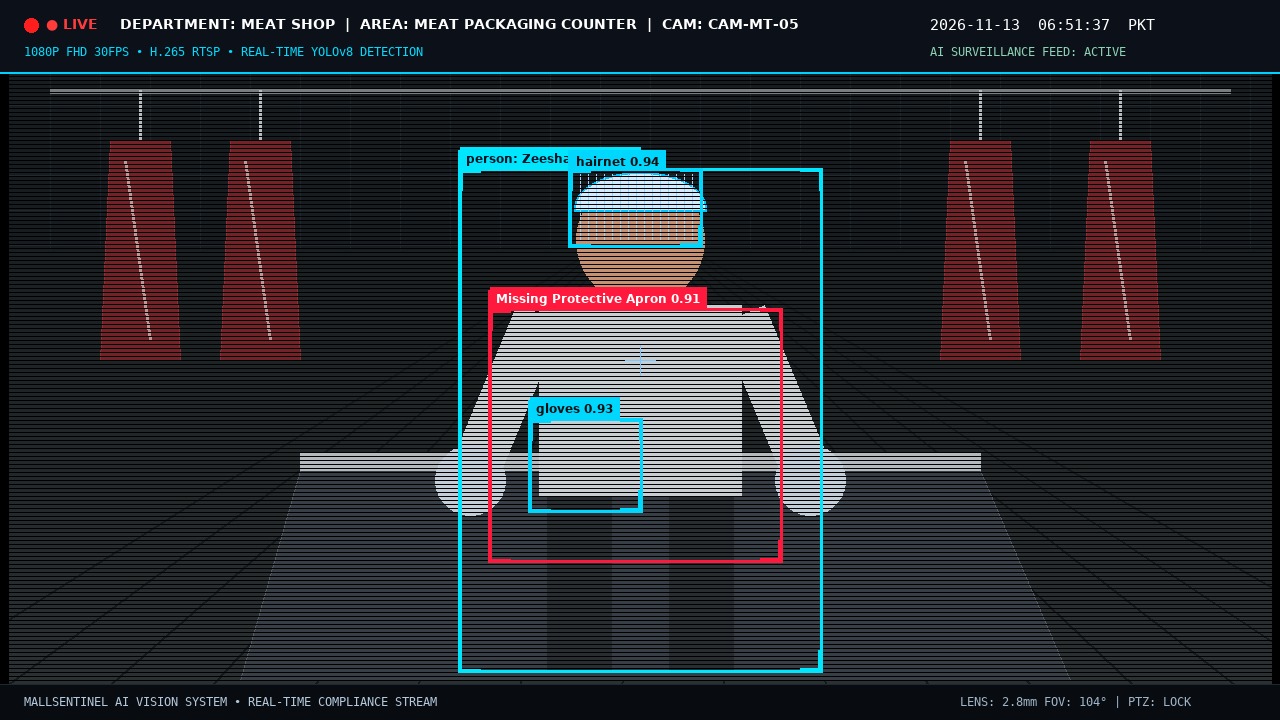 ● LIVE DEPARTMENT: MEAT SHOP | AREA: MEAT PACKAGING COUNTER | CAM: CAM-MT-05 2026-11-13 06:51:37 PKT
1080P FHD 30FPS • H.265 RTSP • REAL-TIME YOLOv8 DETECTION AI SURVEILLANCE FEED: ACTIVE
person: Zeesha
hairnet 0.94
Missing Protective Apron 0.91
gloves 0.93
MALLSENTINEL AI VISION SYSTEM • REAL-TIME COMPLIANCE STREAM LENS: 2.8mm FOV: 104° | PTZ: LOCK